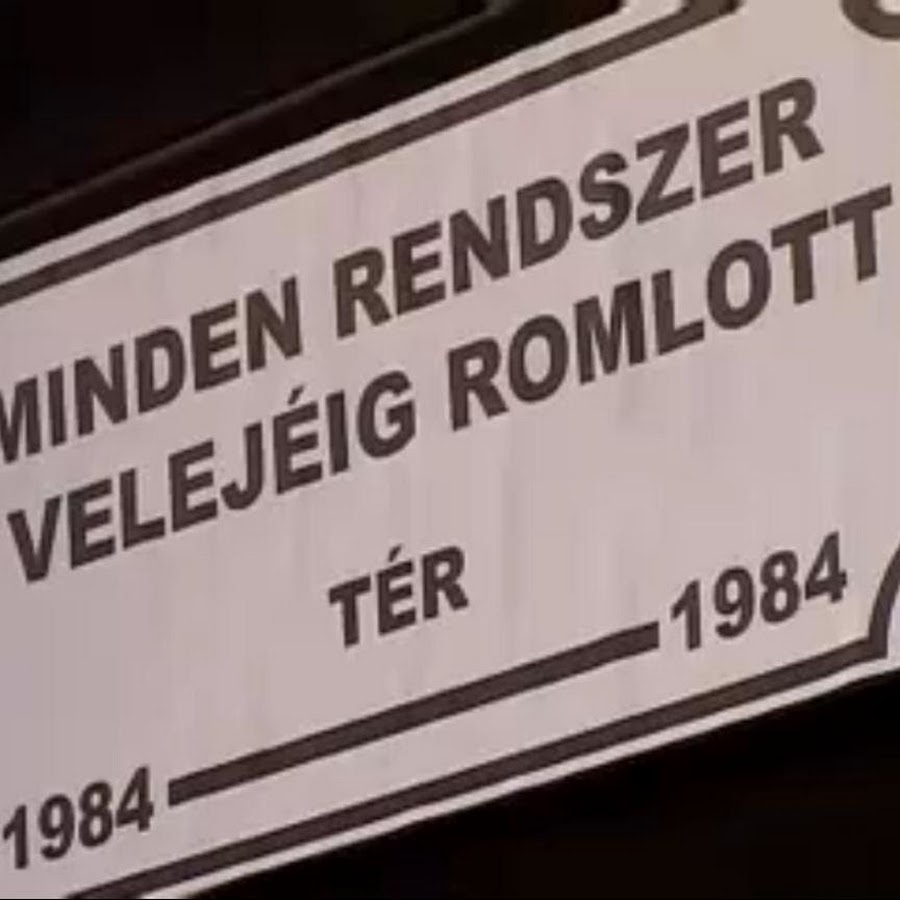 MINDEN RENDSZER
VELEJÉIG ROMLOTT
TÉR
1984 — 1984